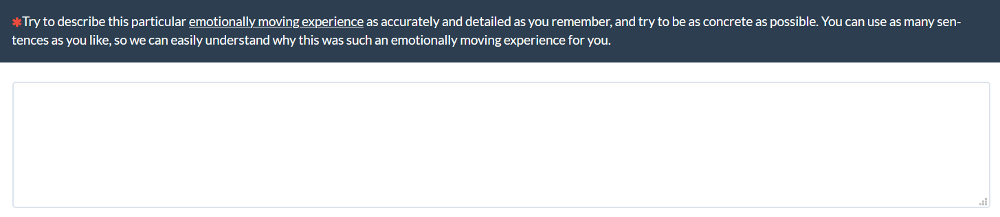 *Try to describe this particular emotionally moving experience as accurately and detailed as you remember, and try to be as concrete as possible. You can use as many sen-
tences as you like, so we can easily understand why this was such an emotionally moving experience for you.